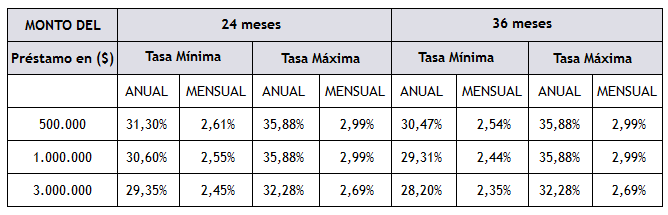 MONTO DEL 24 meses 36 meses
Préstamo en ($) Tasa Mínima Tasa Máxima Tasa Mínima Tasa Máxima
ANUAL MENSUAL ANUAL MENSUAL ANUAL MENSUAL ANUAL MENSUAL
500.000 31,30% 2,61% 35,88% 2,99% 30,47% 2,54% 35,88% 2,99%
1.000.000 30,60% 2,55% 35,88% 2,99% 29,31% 2,44% 35,88% 2,99%
3.000.000 29,35% 2,45% 32,28% 2,69% 28,20% 2,35% 32,28% 2,69%